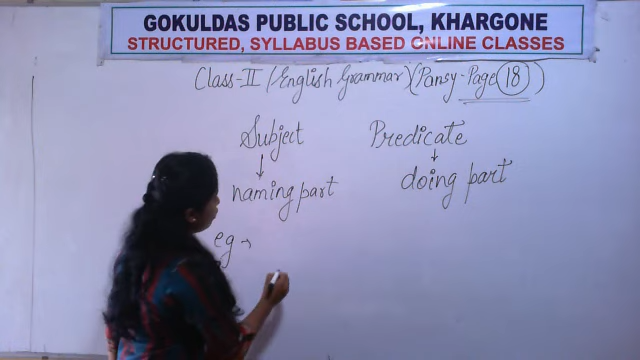 GOKULDAS PUBLIC SCHOOL, KHARGONE
STRUCTURED, SYLLABUS BASED ONLINE CLASSES
Class-II (English Grammar) (Pansy-Page 18)
Subject Predicate
↓ ↓
naming part doing part
eg →